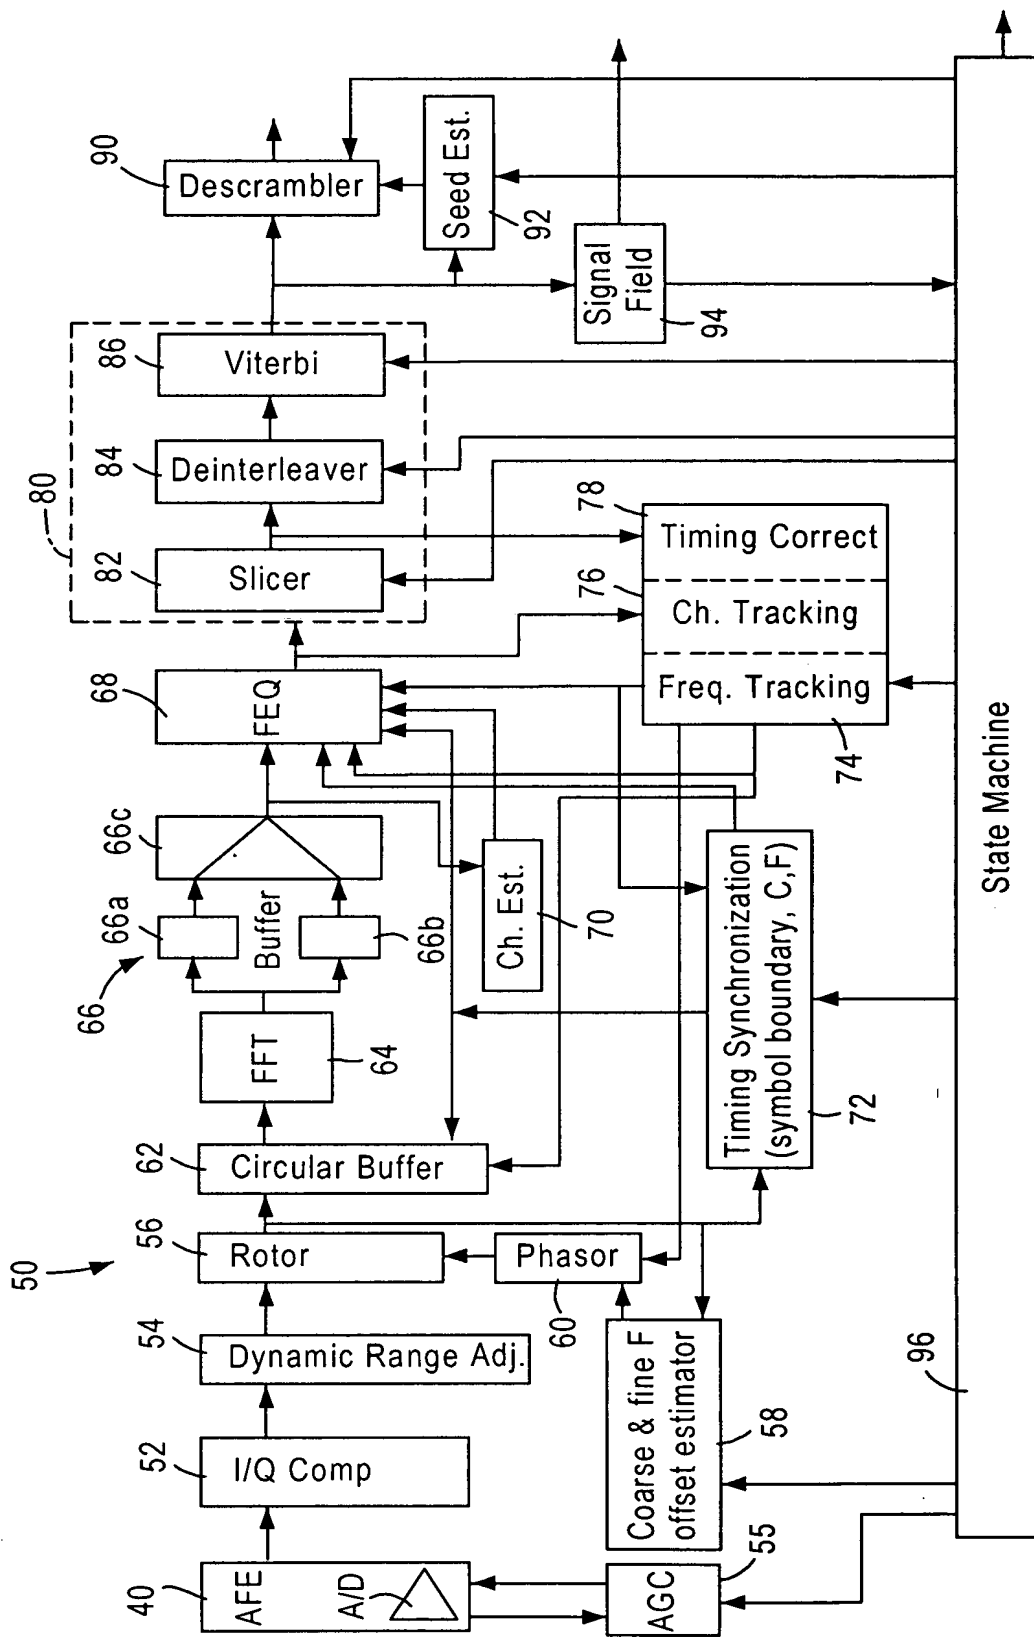 50
40
AFE
A/D
52
I/Q Comp
54
Dynamic Range Adj.
56
Rotor
62
Circular Buffer
FFT
64
66
66a
Buffer
66b
66c
68
FEQ
80
82
Slicer
84
Deinterleaver
86
Viterbi
90
Descrambler
Seed Est.
92
Signal
Field
94
AGC
55
Coarse & fine F
offset estimator
58
Phasor
60
Ch. Est.
70
Timing Synchronization
(symbol boundary, C,F)
72
Freq. Tracking
74
Ch. Tracking
76
Timing Correct
78
State Machine
96